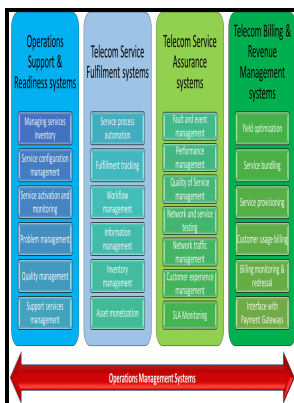 Operations
Support &
Readiness systems
Managing services
inventory
Service configuration
management
Service activation and
monitoring
Problem management
Quality management
Support services
management
Telecom Service
Fulfilment systems
Service process
automation
Fulfillment tracking
Workflow
management
Information
management
Inventory
management
Asset monetization
Telecom Service
Assurance
systems
Fault and event
management
Performance
management
Quality of Service
management
Network and service
testing
Network traffic
management
Customer experience
management
SLA Monitoring
Telecom Billing &
Revenue
Management
systems
Yield optimization
Service bundling
Service provisioning
Customer usage billing
Billing monitoring &
redressal
Interface with
Payment Gateways
Operations Management Systems